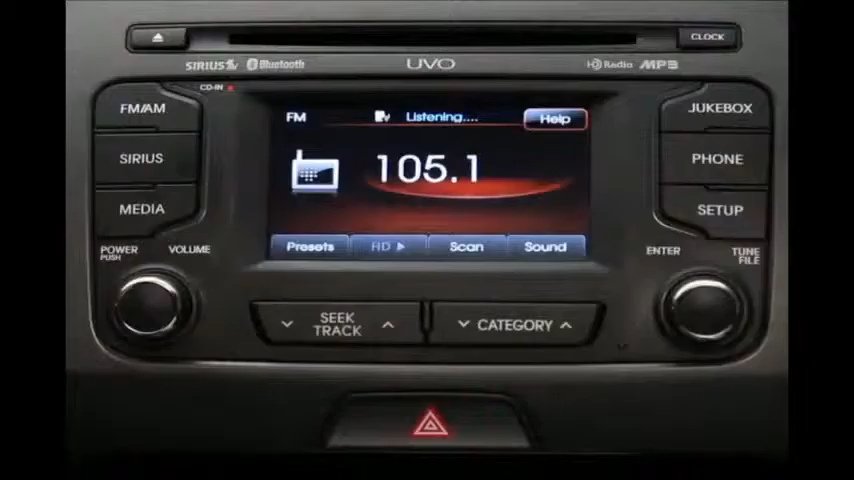 CLOCK
SIRIUS Bluetooth UVO HD Radio MP3
CD-IN
FM/AM
SIRIUS
MEDIA
POWER
PUSH
VOLUME
FM Listening.... Help
105.1
Presets HD Scan Sound
JUKEBOX
PHONE
SETUP
ENTER
TUNE
FILE
SEEK
TRACK
CATEGORY